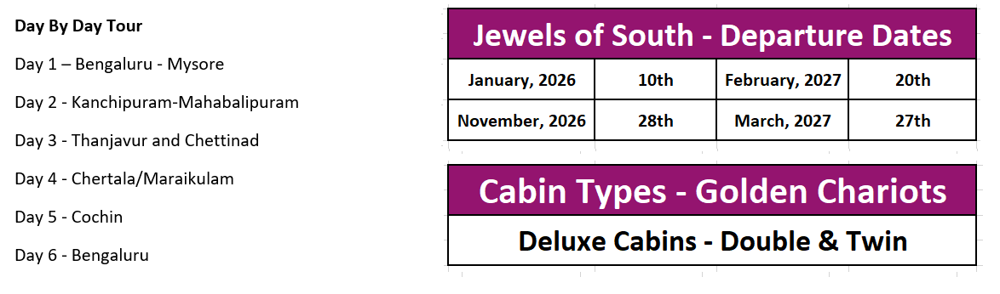 Day By Day Tour
Day 1 – Bengaluru - Mysore
Day 2 - Kanchipuram-Mahabalipuram
Day 3 - Thanjavur and Chettinad
Day 4 - Chertala/Maraikulam
Day 5 - Cochin
Day 6 - Bengaluru
Jewels of South - Departure Dates
January, 2026 10th February, 2027 20th
November, 2026 28th March, 2027 27th
Cabin Types - Golden Chariots
Deluxe Cabins - Double & Twin